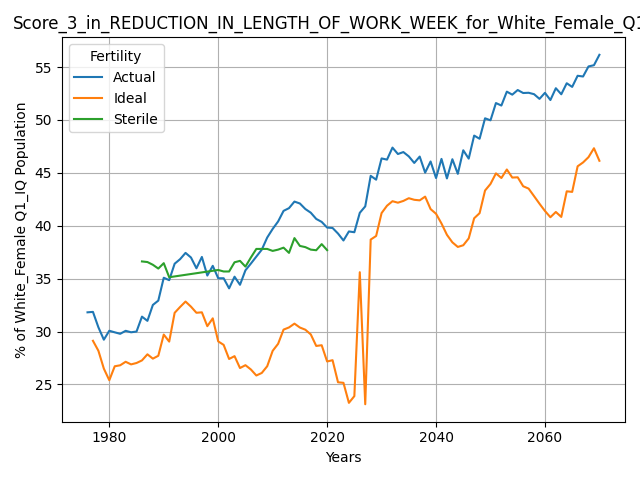 Score_3_in_REDUCTION_IN_LENGTH_OF_WORK_WEEK_for_White_Female_Q1
Fertility
Actual
Ideal
Sterile
% of White_Female Q1_IQ Population
55
50
45
40
35
30
25
1980 2000 2020 2040 2060
Years